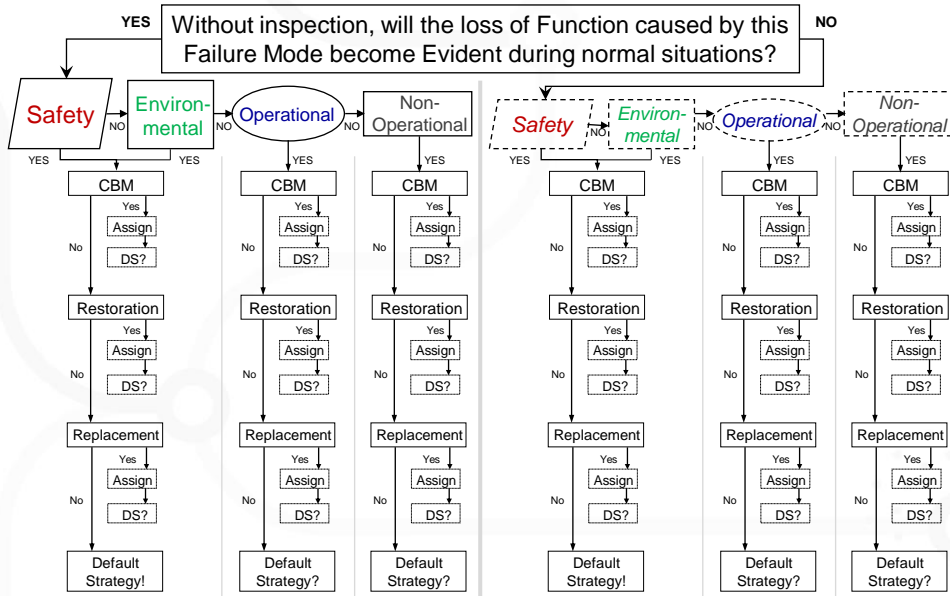 YES
Without inspection, will the loss of Function caused by this
Failure Mode become Evident during normal situations?
NO
Safety
NO
Environ-
mental
NO
Operational
NO
Non-
Operational
Safety
NO
Environ-
mental
NO
Operational
NO
Non-
Operational
YES
YES
YES
YES
YES
YES
YES
YES
CBM
CBM
CBM
CBM
CBM
CBM
Yes
Yes
Yes
Yes
Yes
Yes
Assign
Assign
Assign
Assign
Assign
Assign
No
No
No
No
No
No
DS?
DS?
DS?
DS?
DS?
DS?
Restoration
Restoration
Restoration
Restoration
Restoration
Restoration
Yes
Yes
Yes
Yes
Yes
Yes
Assign
Assign
Assign
Assign
Assign
Assign
No
No
No
No
No
No
DS?
DS?
DS?
DS?
DS?
DS?
Replacement
Replacement
Replacement
Replacement
Replacement
Replacement
Yes
Yes
Yes
Yes
Yes
Yes
Assign
Assign
Assign
Assign
Assign
Assign
No
No
No
No
No
No
DS?
DS?
DS?
DS?
DS?
DS?
Default
Strategy!
Default
Strategy?
Default
Strategy?
Default
Strategy!
Default
Strategy?
Default
Strategy?